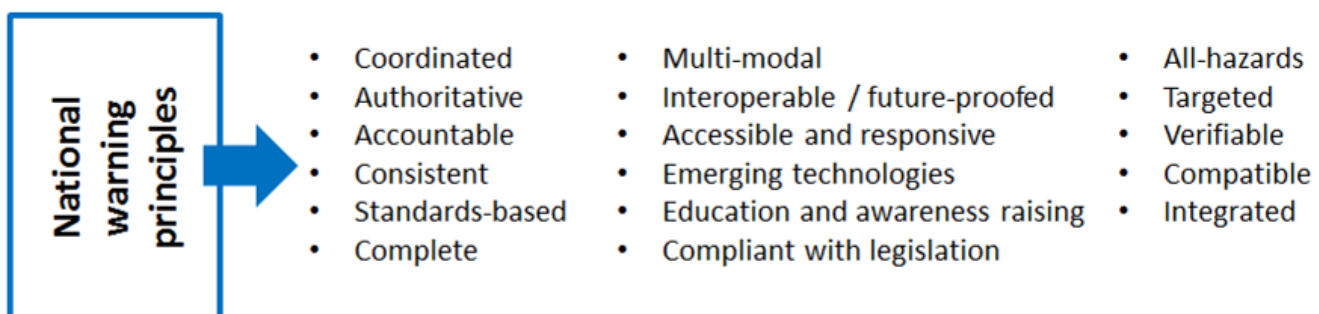 National
warning
principles
• Coordinated
• Authoritative
• Accountable
• Consistent
• Standards-based
• Complete
• Multi-modal
• Interoperable / future-proofed
• Accessible and responsive
• Emerging technologies
• Education and awareness raising
• Compliant with legislation
• All-hazards
• Targeted
• Verifiable
• Compatible
• Integrated